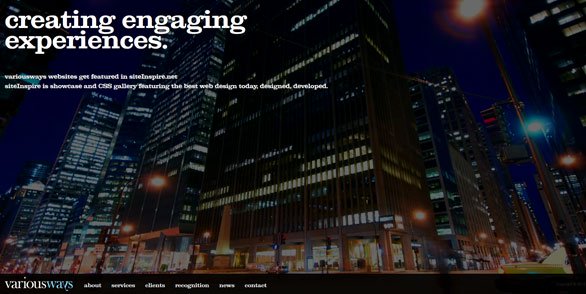 creating engaging
experiences.
variousways websites get featured in siteInspire.net
siteInspire is showcase and CSS gallery featuring the best web design today, designed, developed.
variousways about services clients recognition news contact